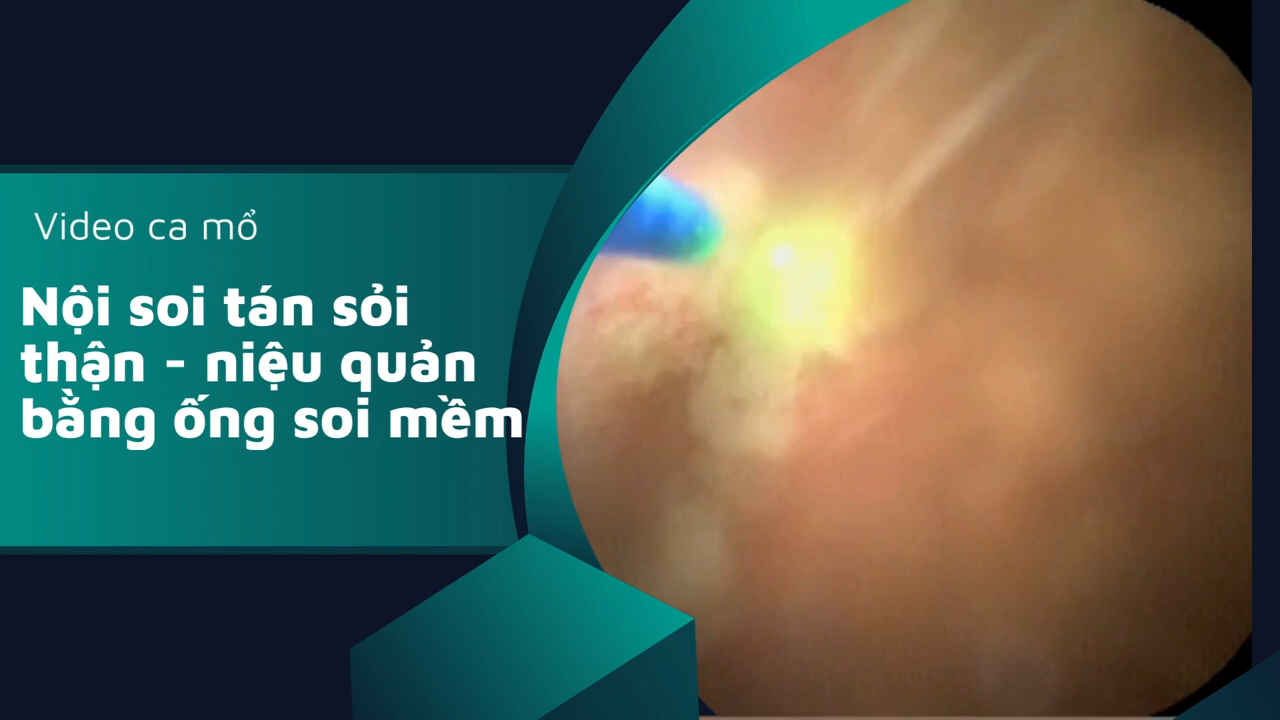 Video ca mổ
Nội soi tán sỏi
thận - niệu quản
bằng ống soi mềm